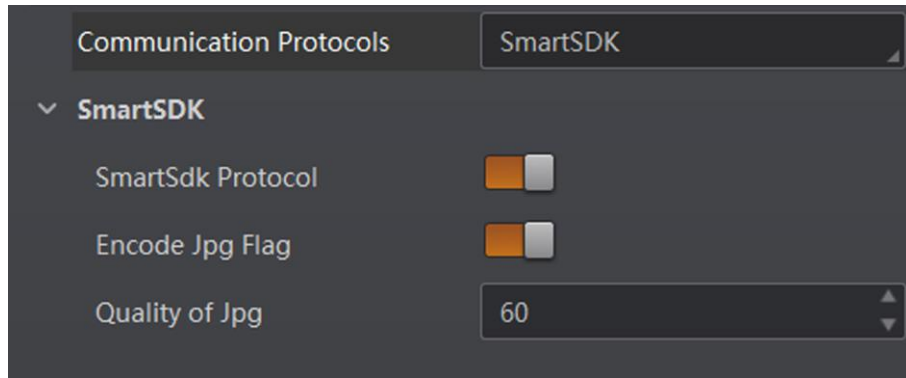 Communication Protocols SmartSDK
SmartSDK
SmartSdk Protocol
Encode Jpg Flag
Quality of Jpg 60